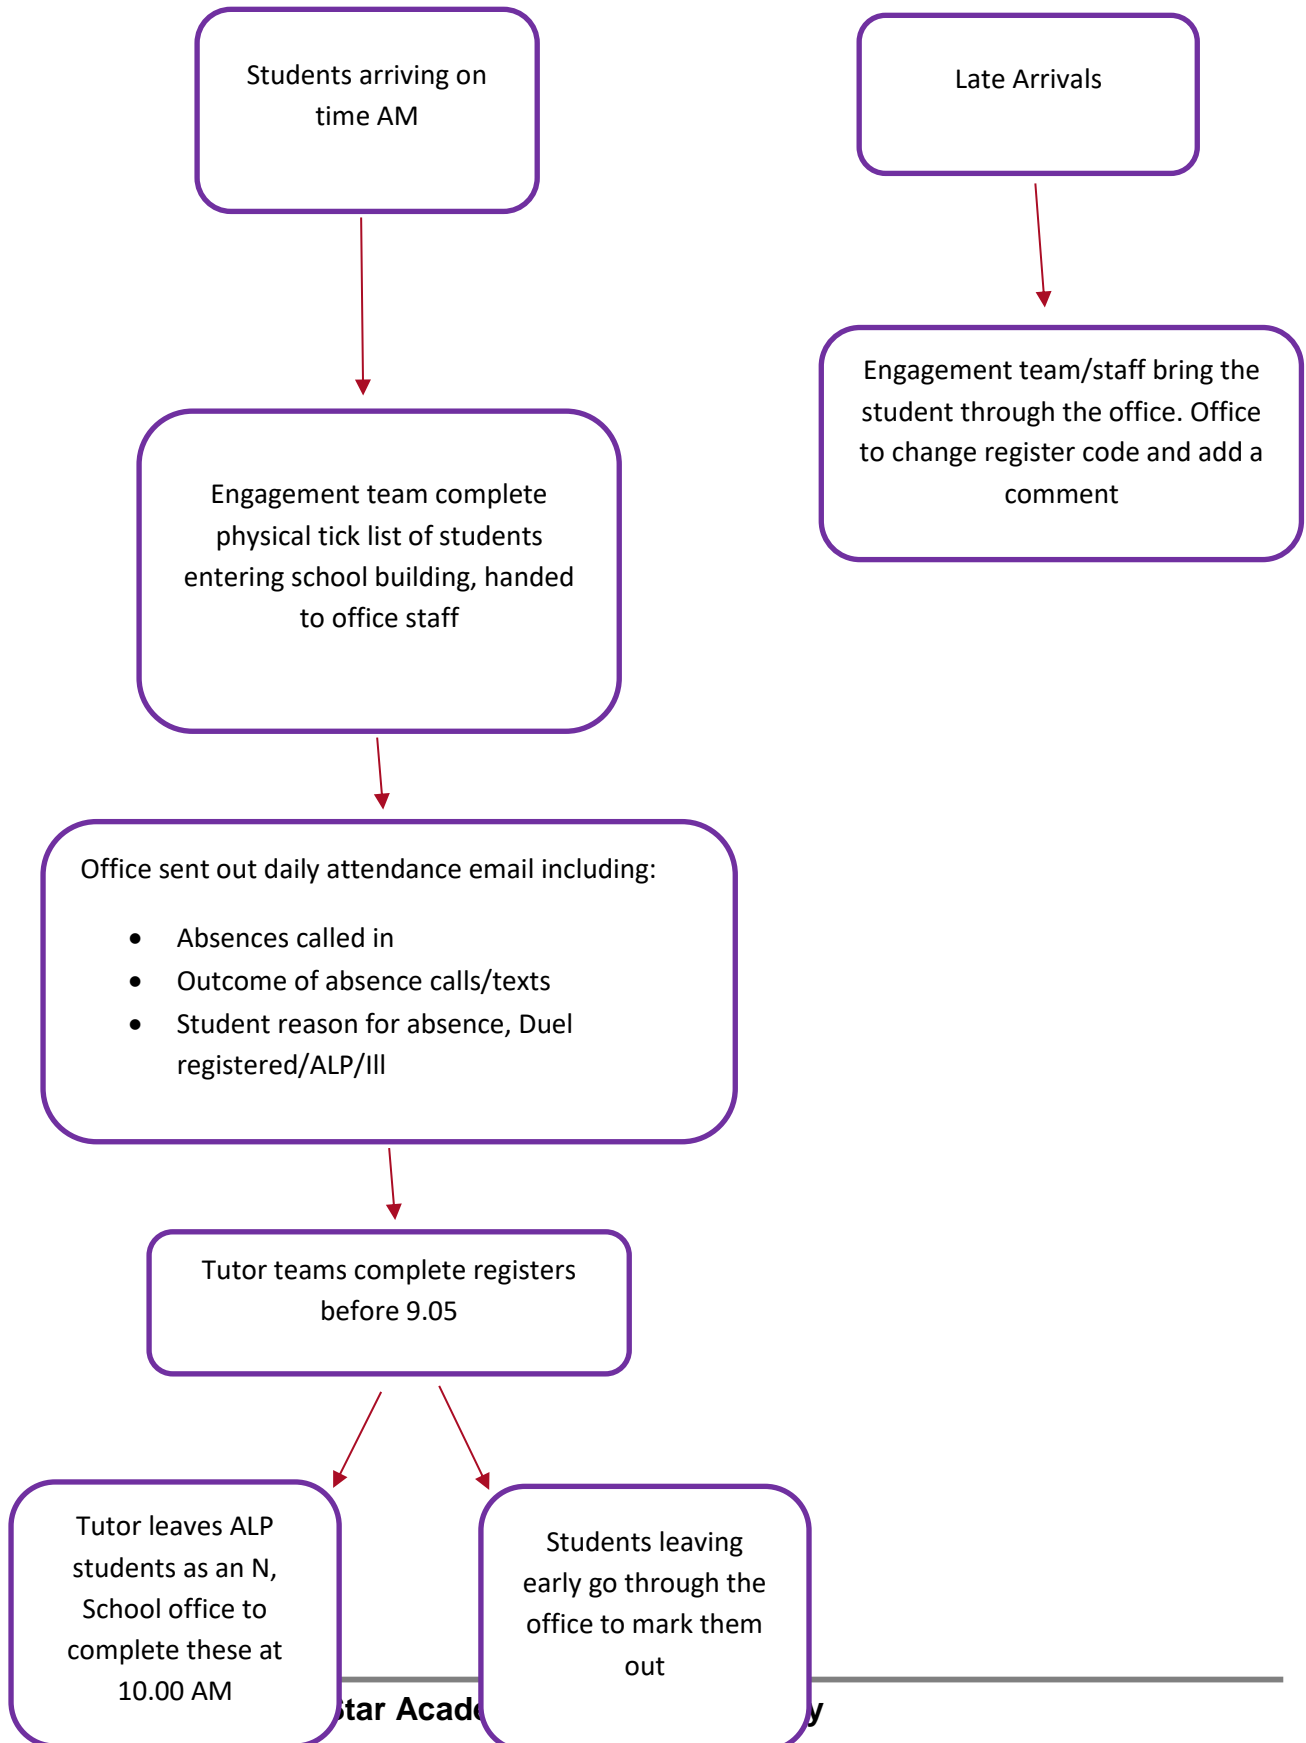 Students arriving on
time AM
Late Arrivals
Engagement team/staff bring the
student through the office. Office
to change register code and add a
comment
Engagement team complete
physical tick list of students
entering school building, handed
to office staff
Office sent out daily attendance email including:
• Absences called in
• Outcome of absence calls/texts
• Student reason for absence, Duel
registered/ALP/Ill
Tutor teams complete registers
before 9.05
Tutor leaves ALP
students as an N,
School office to
complete these at
10.00 AM
Students leaving
early go through the
office to mark them
out